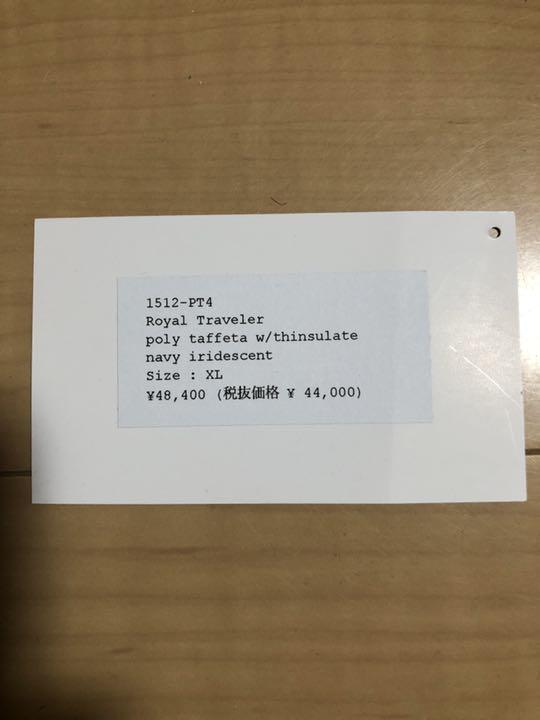 1512-PT4
Royal Traveler
poly taffeta w/thinsulate
navy iridescent
Size : XL
¥48,400 (税抜価格 ¥ 44,000)